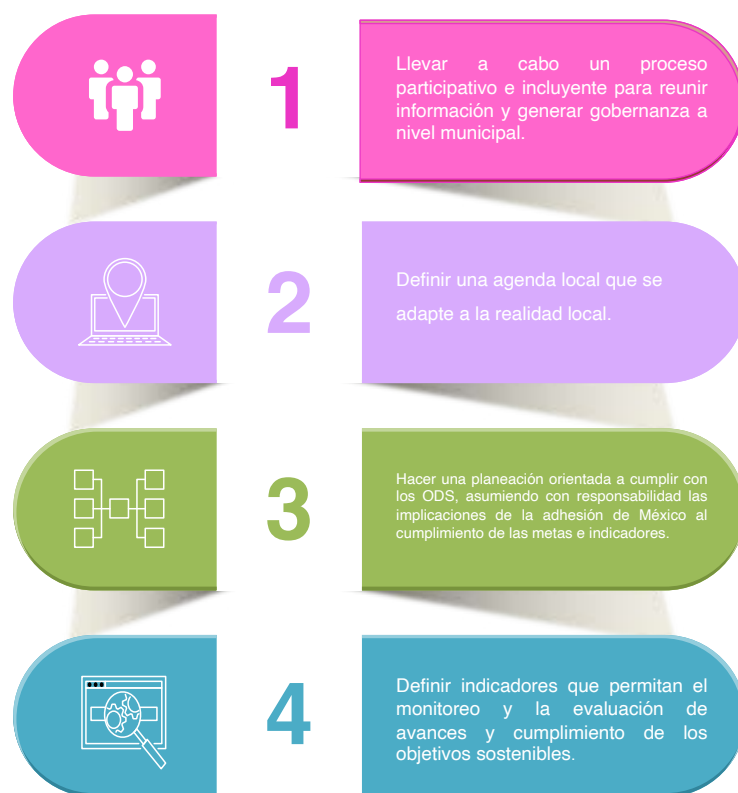 1
Llevar a cabo un proceso
participativo e incluyente para reunir
información y generar gobernanza a
nivel municipal.
2
Definir una agenda local que se
adapte a la realidad local.
3
Hacer una planeación orientada a cumplir con
los ODS, asumiendo con responsabilidad las
implicaciones de la adhesión de México al
cumplimiento de las metas e indicadores.
4
Definir indicadores que permitan el
monitoreo y la evaluación de
avances y cumplimiento de los
objetivos sostenibles.